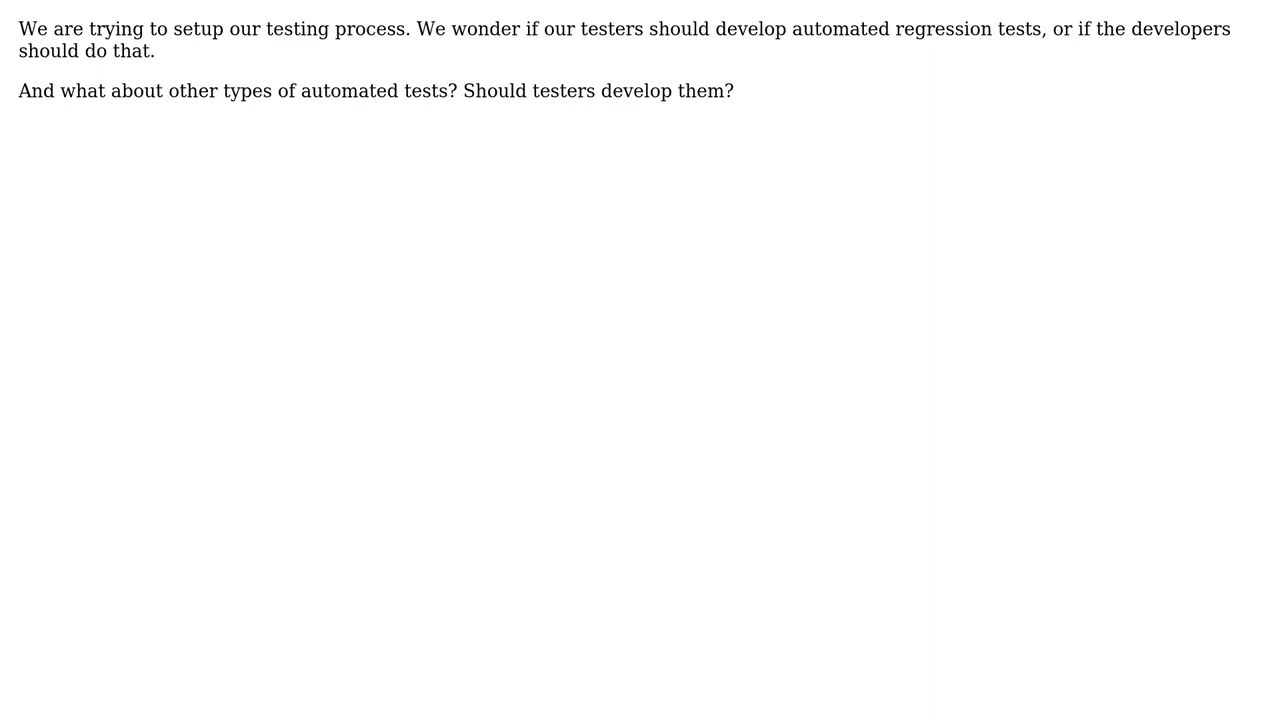 We are trying to setup our testing process. We wonder if our testers should develop automated regression tests, or if the developers
should do that.
And what about other types of automated tests? Should testers develop them?